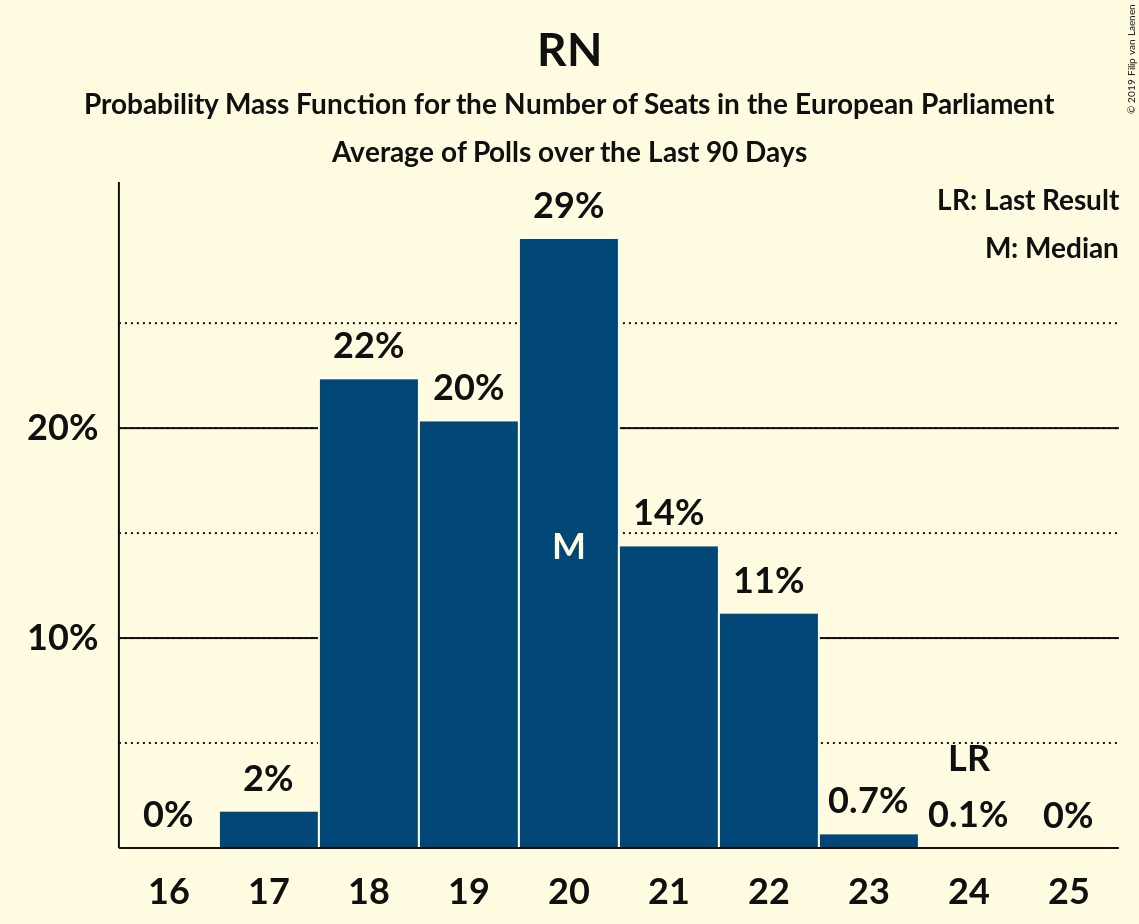 RN
Probability Mass Function for the Number of Seats in the European Parliament
Average of Polls over the Last 90 Days
© 2019 Filip van Laenen
LR: Last Result
M: Median
29%
22%
20%
20%
14%
M
11%
10%
LR
2%
0.7%
0%
0.1%
0%
16 17 18 19 20 21 22 23 24 25